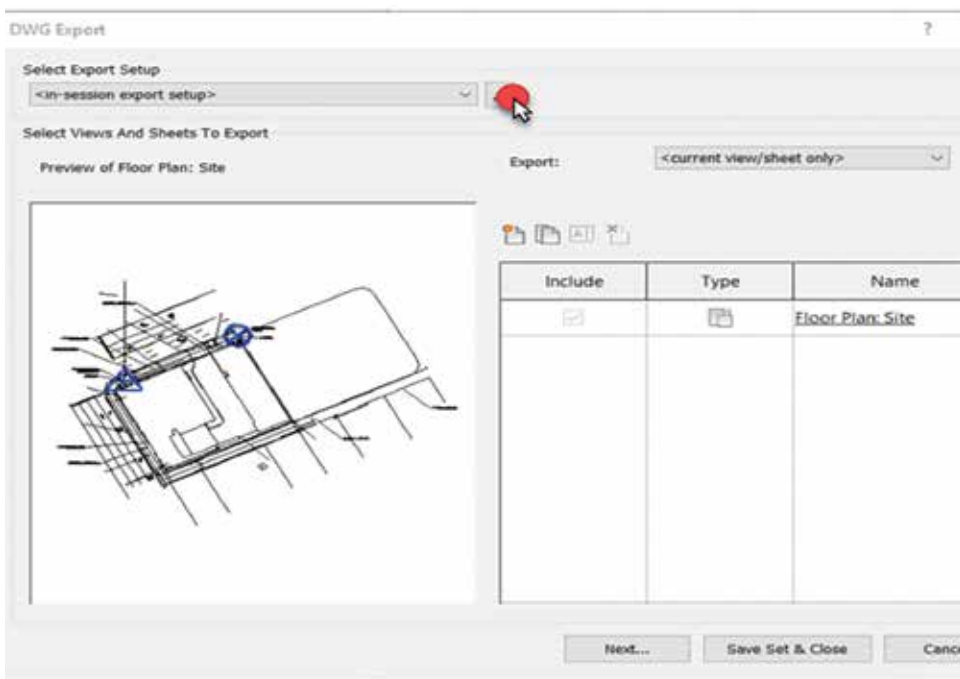 DWG Export
?
Select Export Setup
<in-session export setup>
Select Views And Sheets To Export
Preview of Floor Plan: Site
Export:
<current view/sheet only>
Include
Type
Name
Floor Plan: Site
Next...
Save Set & Close
Cance